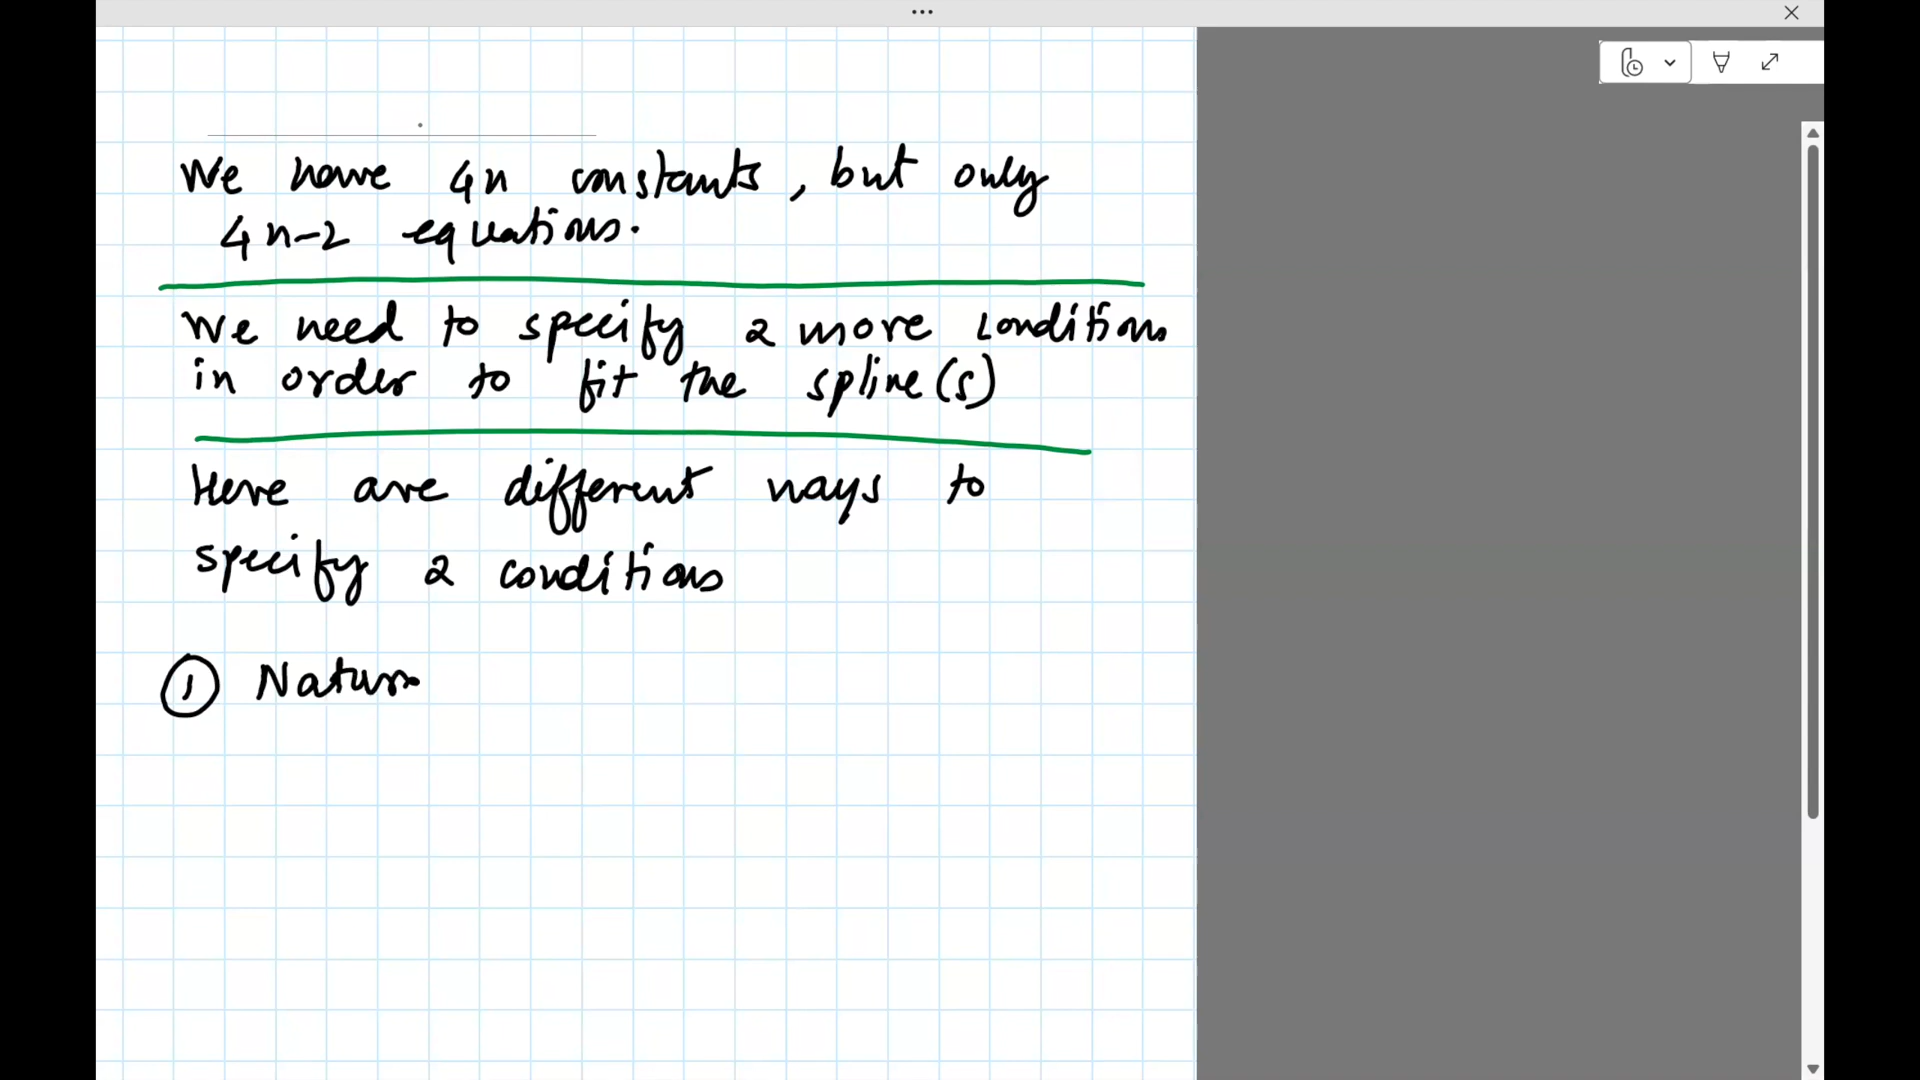 We have 4n constants, but only
4n-2 equations.
We need to specify 2 more conditions
in order to fit the spline(s)
Here are different ways to
specify 2 conditions
① Natur